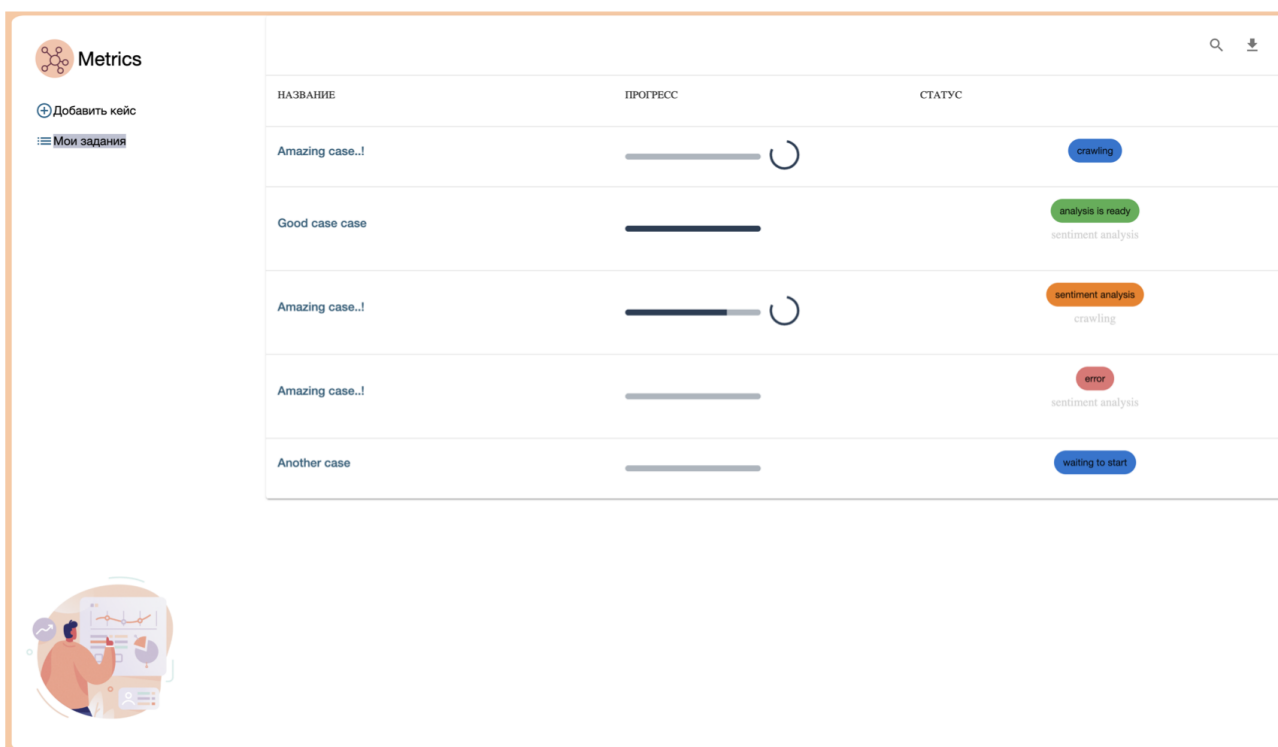 Metrics
Добавить кейс
Мои задания
НАЗВАНИЕ ПРОГРЕСС СТАТУС
Amazing case..! crawling
Good case case analysis is ready
sentiment analysis
Amazing case..! sentiment analysis
crawling
Amazing case..! error
sentiment analysis
Another case waiting to start